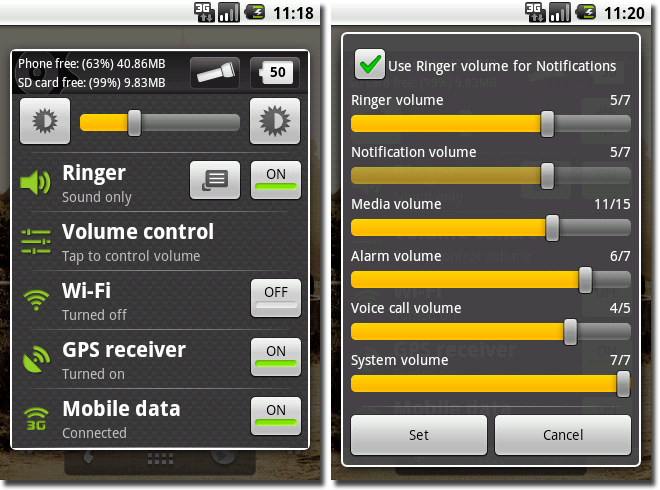 3G 11:18
Phone free: (63%) 40.86MB
SD card free: (99%) 9.83MB
50
Ringer
Sound only
ON
Volume control
Tap to control volume
Wi-Fi
Turned off
OFF
GPS receiver
Turned on
ON
3G
Mobile data
Connected
ON
3G 11:20
Use Ringer volume for Notifications
Ringer volume 5/7
Notification volume 5/7
Media volume 11/15
Alarm volume 6/7
Voice call volume 4/5
System volume 7/7
Set Cancel